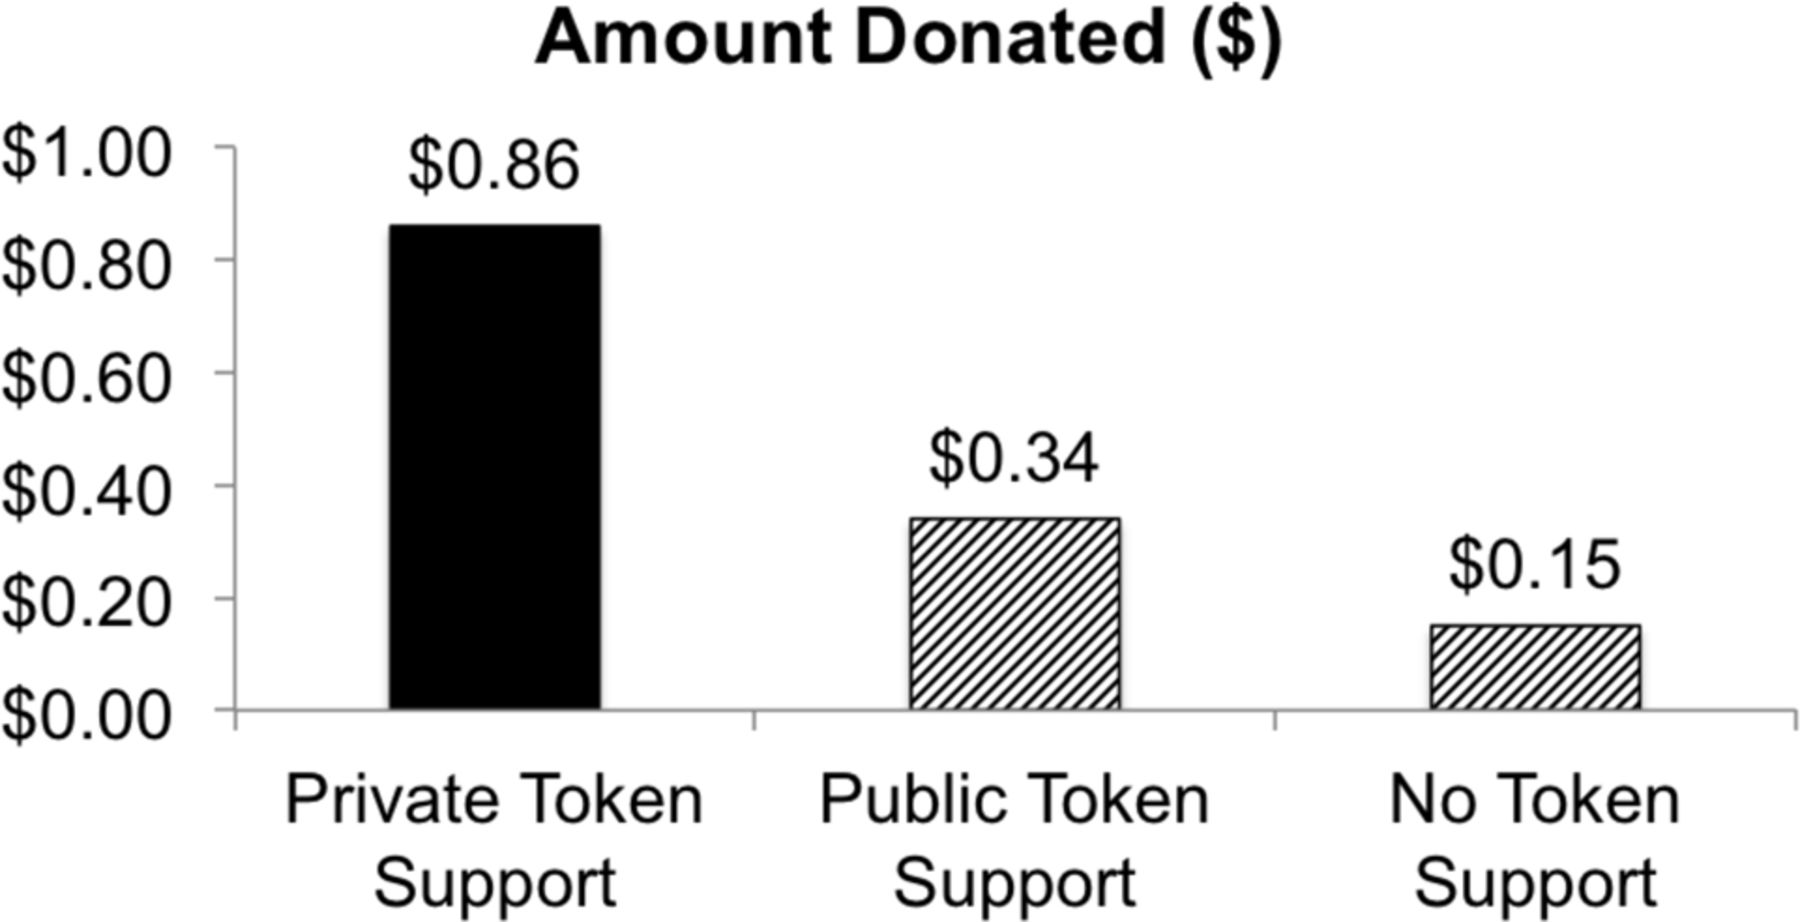 Amount Donated ($)
$1.00
$0.80
$0.60
$0.40
$0.20
$0.00
$0.86
$0.34
$0.15
Private Token
Support
Public Token
Support
No Token
Support